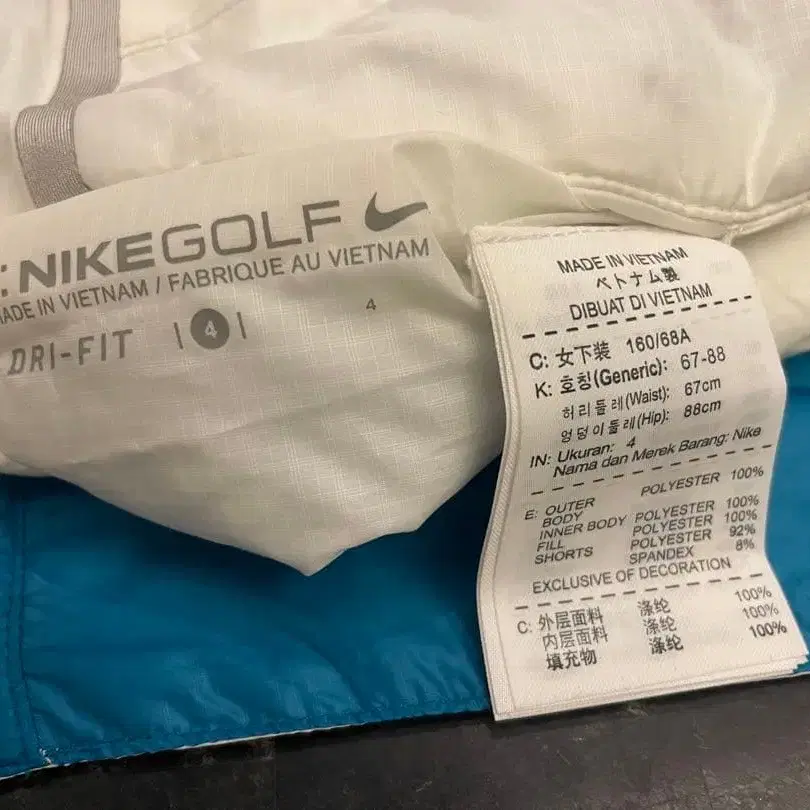 : NIKEGOLF
MADE IN VIETNAM / FABRIQUE AU VIETNAM
DRI-FIT | 4 | 4
MADE IN VIETNAM
ベトナム製
DIBUAT DI VIETNAM
C: 女下装 160/68A
K: 호칭(Generic): 67-88
허리둘레(Waist): 67cm
엉덩이둘레(Hip): 88cm
IN: Ukuran: 4
Nama dan Merek Barang: Nike
E: OUTER POLYESTER 100%
BODY
INNER BODY POLYESTER 100%
FILL POLYESTER 100%
SHORTS POLYESTER 92%
SPANDEX 8%
EXCLUSIVE OF DECORATION
C: 外层面料 涤纶 100%
内层面料 涤纶 100%
填充物 涤纶 100%